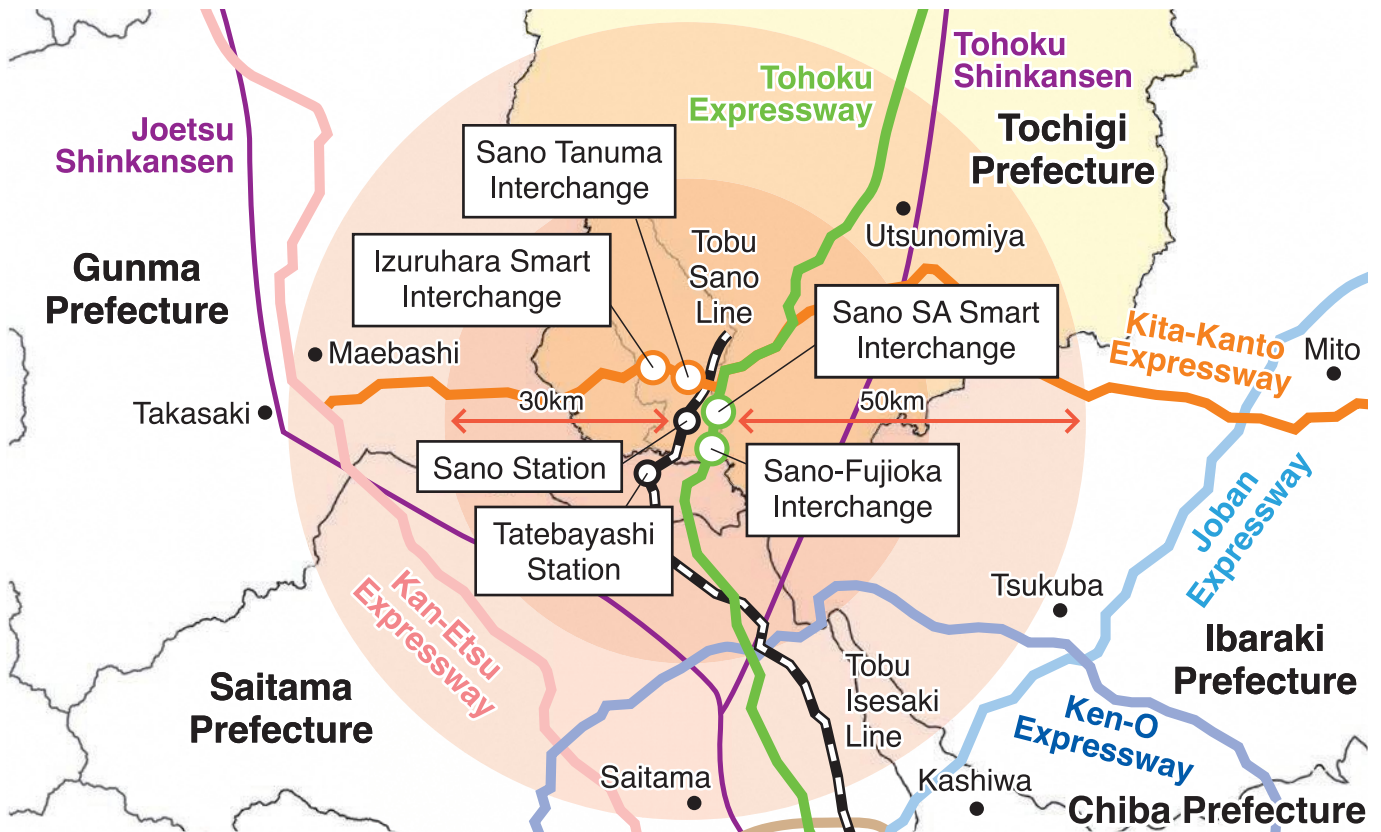 Tohoku
Shinkansen
Tohoku
Expressway
Tochigi
Prefecture
Joetsu
Shinkansen
Sano Tanuma
Interchange
Utsunomiya
Tobu
Sano
Line
Izuruhara Smart
Interchange
Gunma
Prefecture
Sano SA Smart
Interchange
Kita-Kanto
Expressway
Mito
Maebashi
Takasaki
30km
50km
Sano Station
Sano-Fujioka
Interchange
Tatebayashi
Station
Joban
Expressway
Kan-Etsu
Expressway
Tsukuba
Ibaraki
Prefecture
Saitama
Prefecture
Tobu
Isesaki
Line
Ken-O
Expressway
Saitama
Kashiwa
Chiba Prefecture